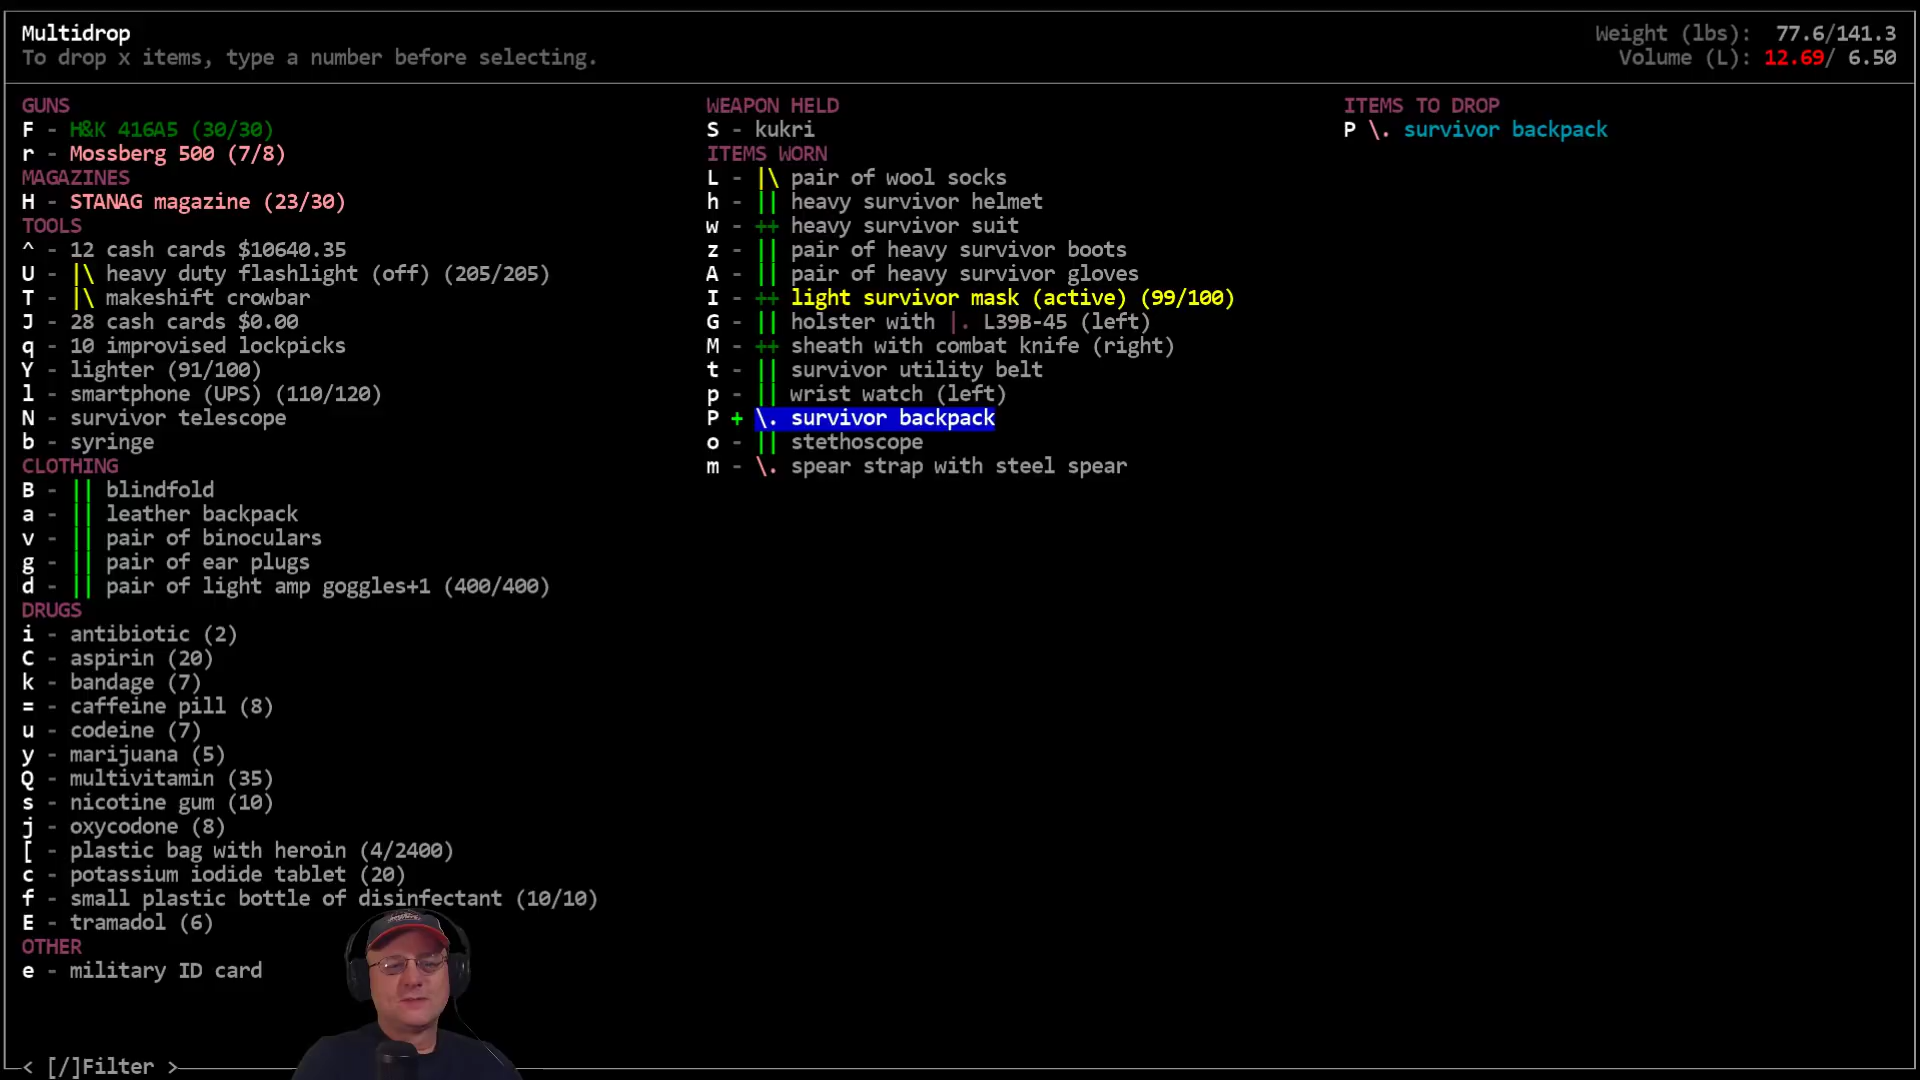 Multidrop
To drop x items, type a number before selecting.
Weight (lbs): 77.6/141.3
Volume (L): 12.69/ 6.50
GUNS
F - H&K 416A5 (30/30)
r - Mossberg 500 (7/8)
MAGAZINES
H - STANAG magazine (23/30)
TOOLS
^ - 12 cash cards $10640.35
U - |\ heavy duty flashlight (off) (205/205)
T - |\ makeshift crowbar
J - 28 cash cards $0.00
q - 10 improvised lockpicks
Y - lighter (91/100)
l - smartphone (UPS) (110/120)
N - survivor telescope
b - syringe
CLOTHING
B - || blindfold
a - || leather backpack
v - || pair of binoculars
g - || pair of ear plugs
d - || pair of light amp goggles+1 (400/400)
DRUGS
i - antibiotic (2)
C - aspirin (20)
k - bandage (7)
= - caffeine pill (8)
u - codeine (7)
y - marijuana (5)
Q - multivitamin (35)
s - nicotine gum (10)
j - oxycodone (8)
[ - plastic bag with heroin (4/2400)
c - potassium iodide tablet (20)
f - small plastic bottle of disinfectant (10/10)
E - tramadol (6)
OTHER
e - military ID card
WEAPON HELD
S - kukri
ITEMS WORN
L - |\ pair of wool socks
h - || heavy survivor helmet
w - ++ heavy survivor suit
z - || pair of heavy survivor boots
A - || pair of heavy survivor gloves
I - ++ light survivor mask (active) (99/100)
G - || holster with |. L39B-45 (left)
M - ++ sheath with combat knife (right)
t - || survivor utility belt
p - || wrist watch (left)
P + \. survivor backpack
o - || stethoscope
m - \. spear strap with steel spear
ITEMS TO DROP
P \. survivor backpack
< [/]Filter >